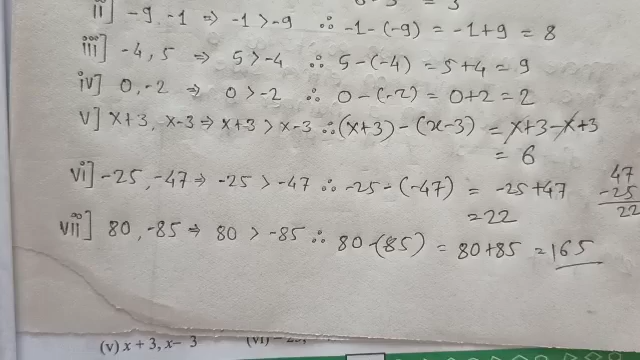 ii] -9, -1 ⇒ -1 > -9 ∴ -1-(-9) = -1+9 = 8
iii] -4, 5 ⇒ 5 > -4 ∴ 5-(-4) = 5+4 = 9
iv] 0, -2 ⇒ 0 > -2 ∴ 0-(-2) = 0+2 = 2
v] x+3, x-3 ⇒ x+3 > x-3 ∴ (x+3)-(x-3) = x+3-x+3
= 6
vi] -25, -47 ⇒ -25 > -47 ∴ -25-(-47) = -25+47
= 22
47
-25
22
vii] 80, -85 ⇒ 80 > -85 ∴ 80-(85) = 80+85 = 165
(v) x + 3, x- 3